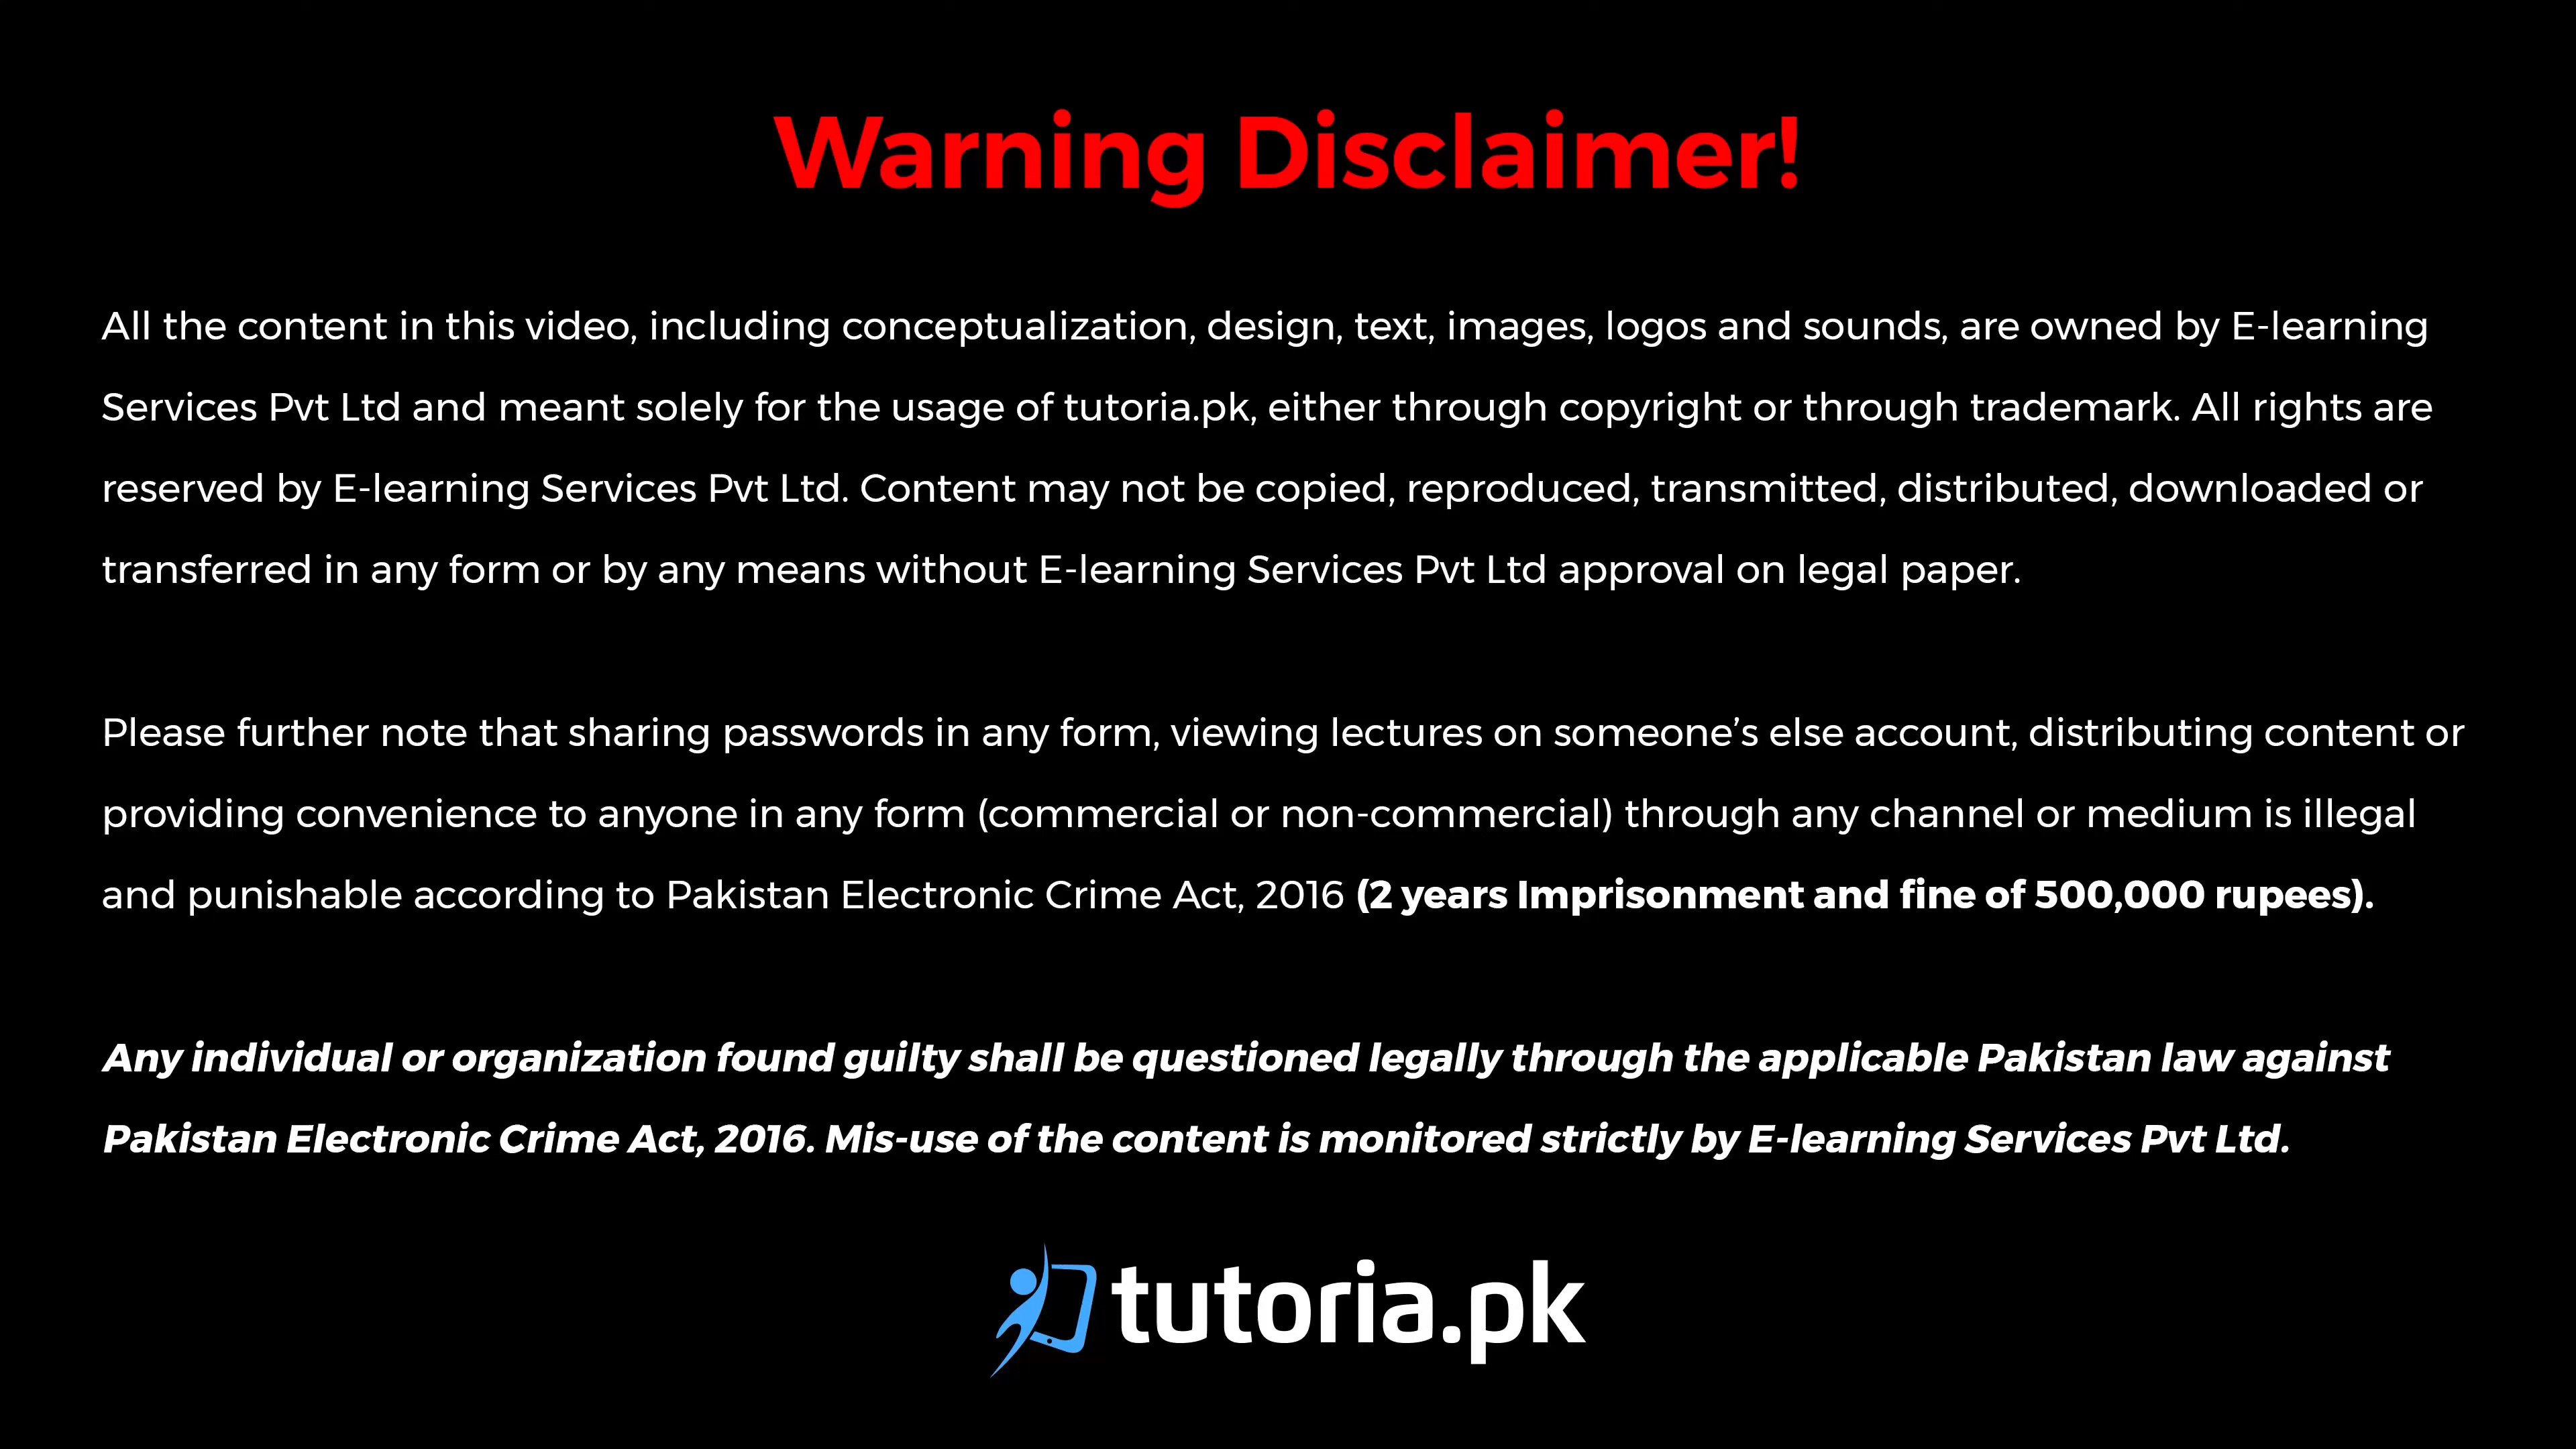 Warning Disclaimer!
All the content in this video, including conceptualization, design, text, images, logos and sounds, are owned by E-learning
Services Pvt Ltd and meant solely for the usage of tutoria.pk, either through copyright or through trademark. All rights are
reserved by E-learning Services Pvt Ltd. Content may not be copied, reproduced, transmitted, distributed, downloaded or
transferred in any form or by any means without E-learning Services Pvt Ltd approval on legal paper.
Please further note that sharing passwords in any form, viewing lectures on someone’s else account, distributing content or
providing convenience to anyone in any form (commercial or non-commercial) through any channel or medium is illegal
and punishable according to Pakistan Electronic Crime Act, 2016 (2 years Imprisonment and fine of 500,000 rupees).
Any individual or organization found guilty shall be questioned legally through the applicable Pakistan law against
Pakistan Electronic Crime Act, 2016. Mis-use of the content is monitored strictly by E-learning Services Pvt Ltd.
tutoria.pk